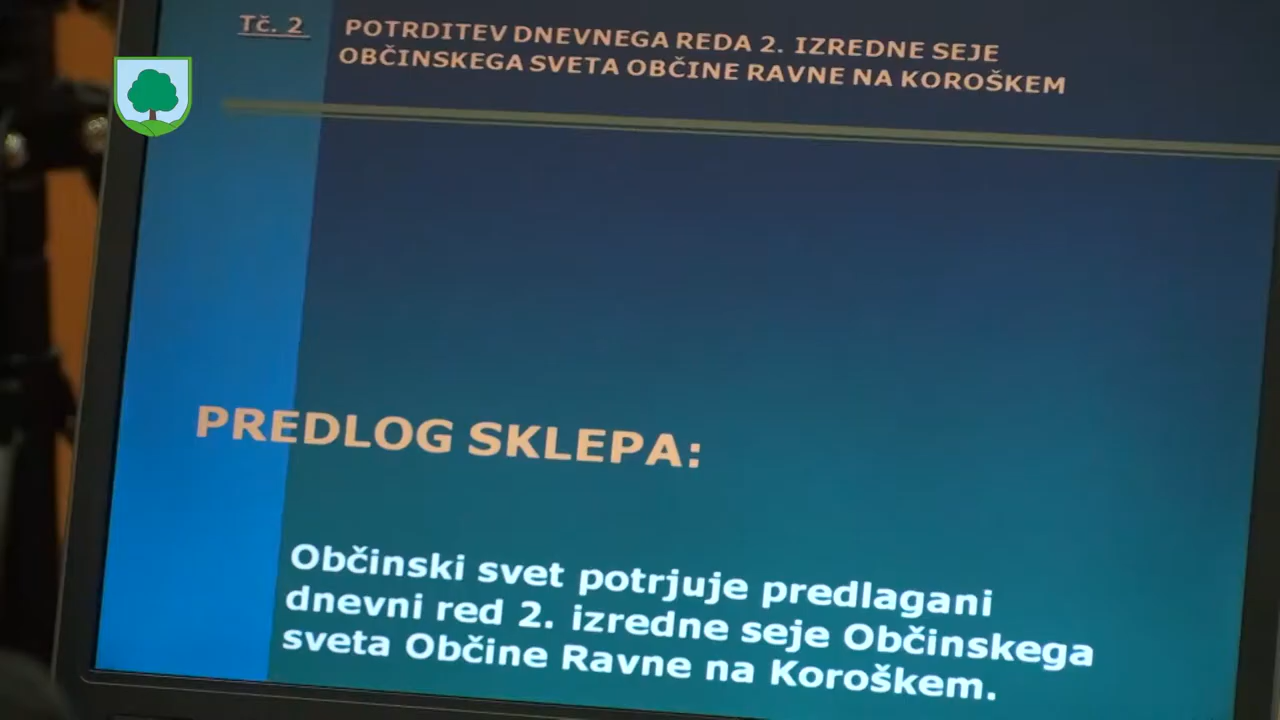 Tč. 2 POTRDITEV DNEVNEGA REDA 2. IZREDNE SEJE
OBČINSKEGA SVETA OBČINE RAVNE NA KOROŠKEM
PREDLOG SKLEPA:
Občinski svet potrjuje predlagani
dnevni red 2. izredne seje Občinskega
sveta Občine Ravne na Koroškem.